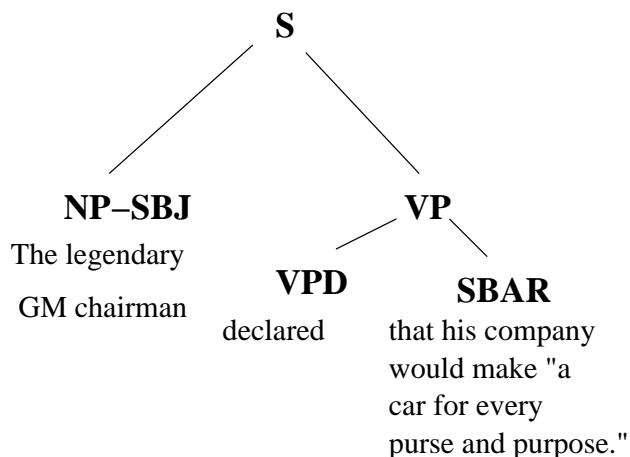 S
NP–SBJ
VP
The legendary
GM chairman
VPD
SBAR
declared
that his company
would make "a
car for every
purse and purpose."